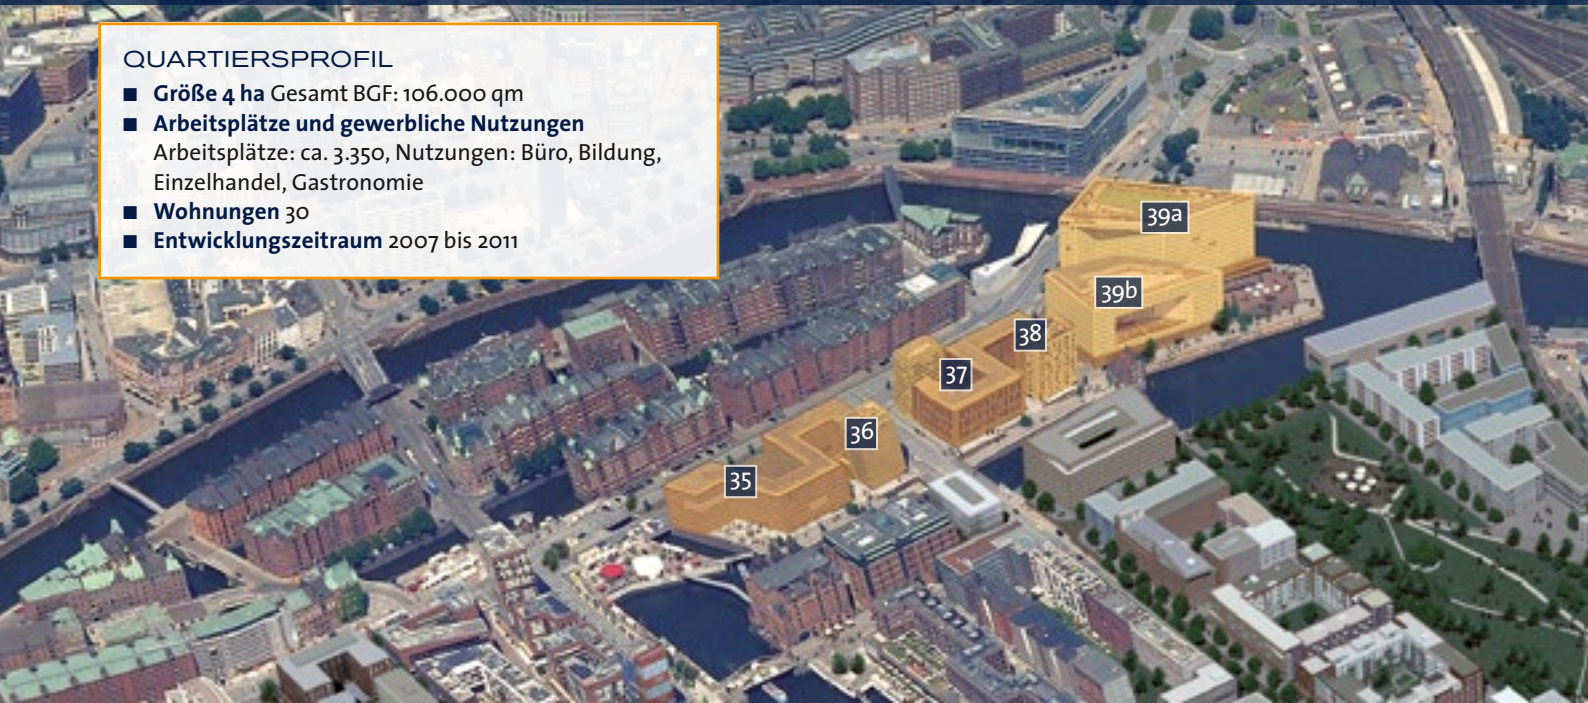 QUARTIERSPROFIL
■ Größe 4 ha Gesamt BGF: 106.000 qm
■ Arbeitsplätze und gewerbliche Nutzungen
Arbeitsplätze: ca. 3.350, Nutzungen: Büro, Bildung,
Einzelhandel, Gastronomie
■ Wohnungen 30
■ Entwicklungszeitraum 2007 bis 2011
39a
39b
38
37
36
35